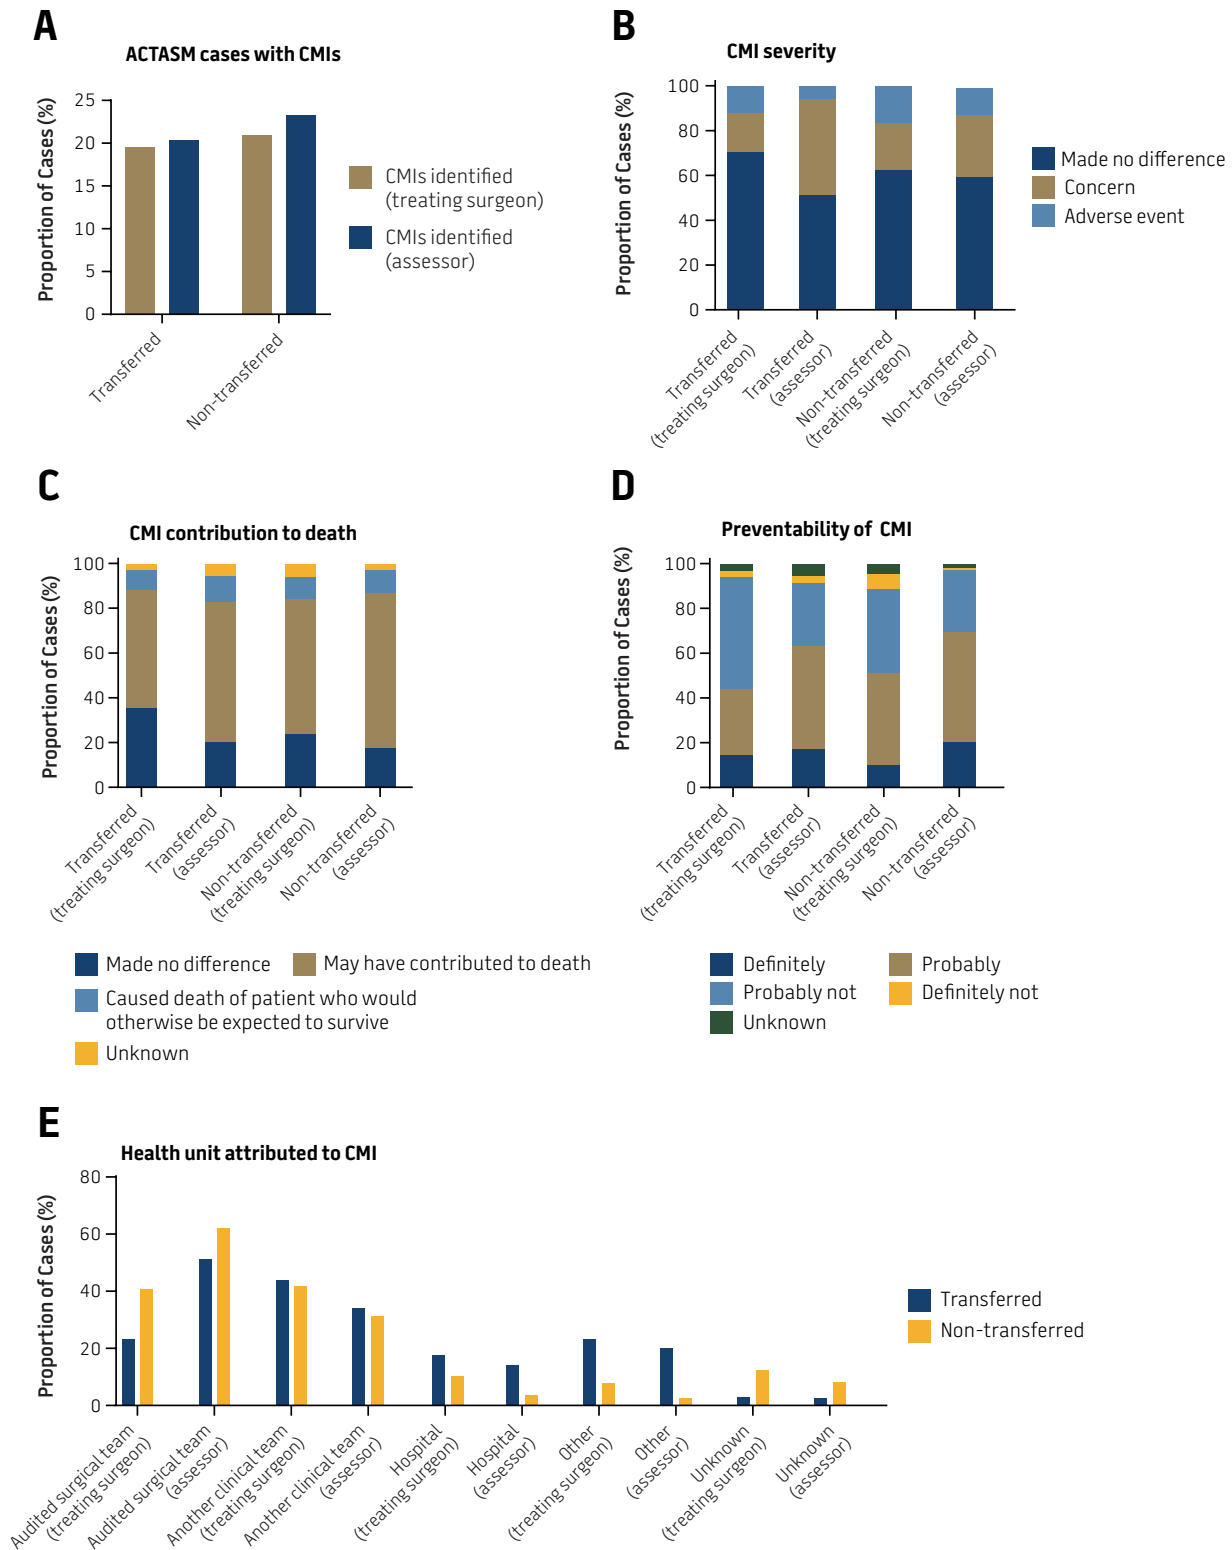 A
ACTASM cases with CMIs
Proportion of Cases (%)
25
20
15
10
5
0
Transferred
Non-transferred
CMIs identified
(treating surgeon)
CMIs identified
(assessor)
B
CMI severity
Proportion of Cases (%)
100
80
60
40
20
0
Transferred
(treating surgeon)
Transferred
(assessor)
Non-transferred
(treating surgeon)
Non-transferred
(assessor)
Made no difference
Concern
Adverse event
C
CMI contribution to death
Proportion of Cases (%)
100
80
60
40
20
0
Transferred
(treating surgeon)
Transferred
(assessor)
Non-transferred
(treating surgeon)
Non-transferred
(assessor)
Made no difference
May have contributed to death
Caused death of patient who would
otherwise be expected to survive
Unknown
D
Preventability of CMI
Proportion of Cases (%)
100
80
60
40
20
0
Transferred
(treating surgeon)
Transferred
(assessor)
Non-transferred
(treating surgeon)
Non-transferred
(assessor)
Definitely
Probably
Probably not
Definitely not
Unknown
E
Health unit attributed to CMI
Proportion of Cases (%)
80
60
40
20
0
Audited surgical team
(treating surgeon)
Audited surgical team
(assessor)
Another clinical team
(treating surgeon)
Another clinical team
(assessor)
Hospital
(treating surgeon)
Hospital
(assessor)
Other
(treating surgeon)
Other
(assessor)
Unknown
(treating surgeon)
Unknown
(assessor)
Transferred
Non-transferred